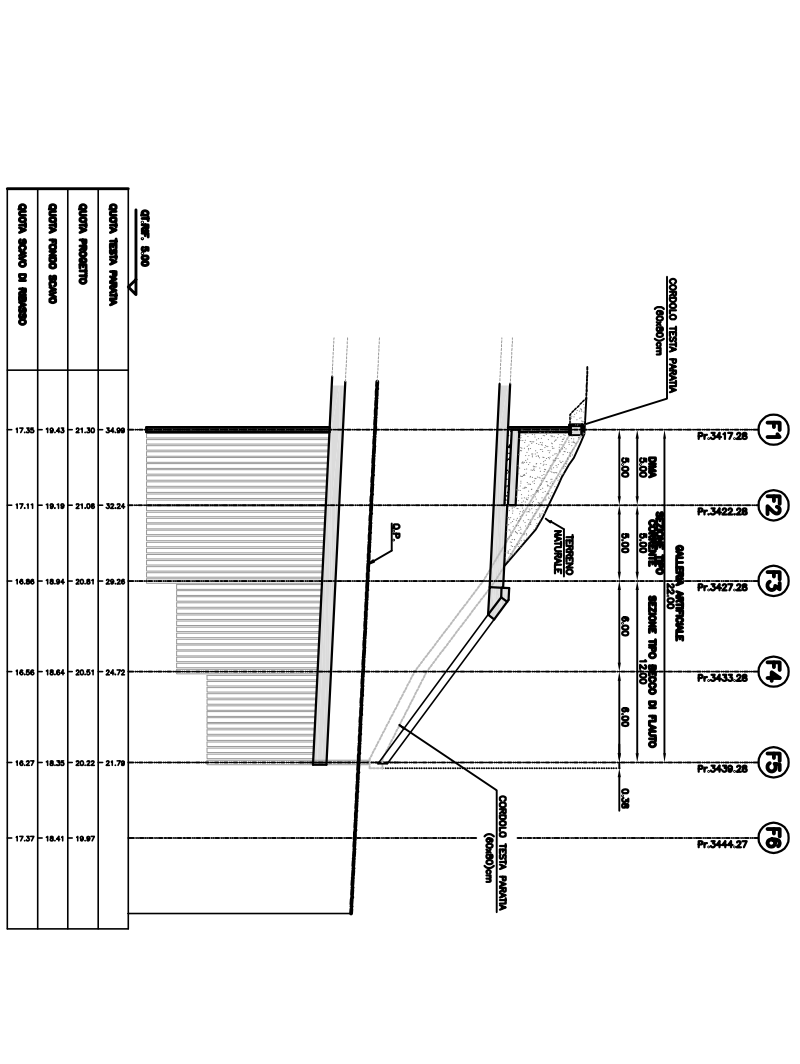 F1
F2
F3
F4
F5
F6
Pr.3417.28
Pr.3422.28
Pr.3427.28
Pr.3433.28
Pr.3439.28
Pr.3444.27
GALLERIA ARTIFICIALE
22.00
DIMA
5.00
SEZIONE TIPO
CORRENTE
5.00
SEZIONE TIPO BECCO DI FLAUTO
12.00
5.00
5.00
6.00
6.00
0.38
CORDOLO TESTA PARATIA
(60x80)cm
TERRENO
NATURALE
Q.P.
CORDOLO TESTA PARATIA
(60x80)cm
QT.RIF. 5.00
QUOTA TESTA PARATIA 34.99 32.24 29.26 24.72 21.79
QUOTA PROGETTO 21.30 21.06 20.81 20.51 20.22 19.97
QUOTA FONDO SCAVO 19.43 19.19 18.94 18.64 18.35 18.41
QUOTA SCAVO DI RIBASSO 17.35 17.11 16.86 16.56 16.27 17.37